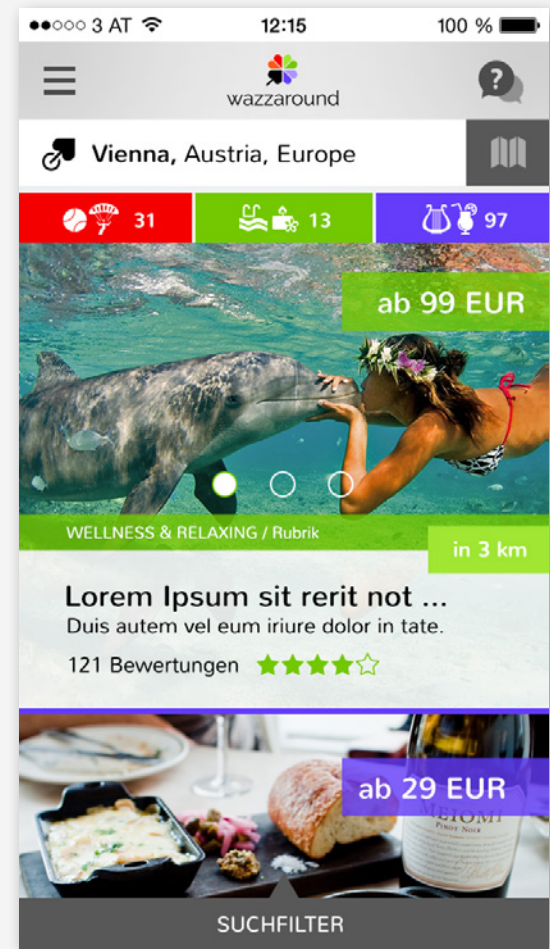 3 AT 12:15 100 %
wazzaround
?
Vienna, Austria, Europe
31 13 97
ab 99 EUR
WELLNESS & RELAXING / Rubrik
in 3 km
Lorem Ipsum sit rerit not ...
Duis autem vel eum iriure dolor in tate.
121 Bewertungen
ab 29 EUR
MEIOMI
PINOT NOIR
SUCHFILTER